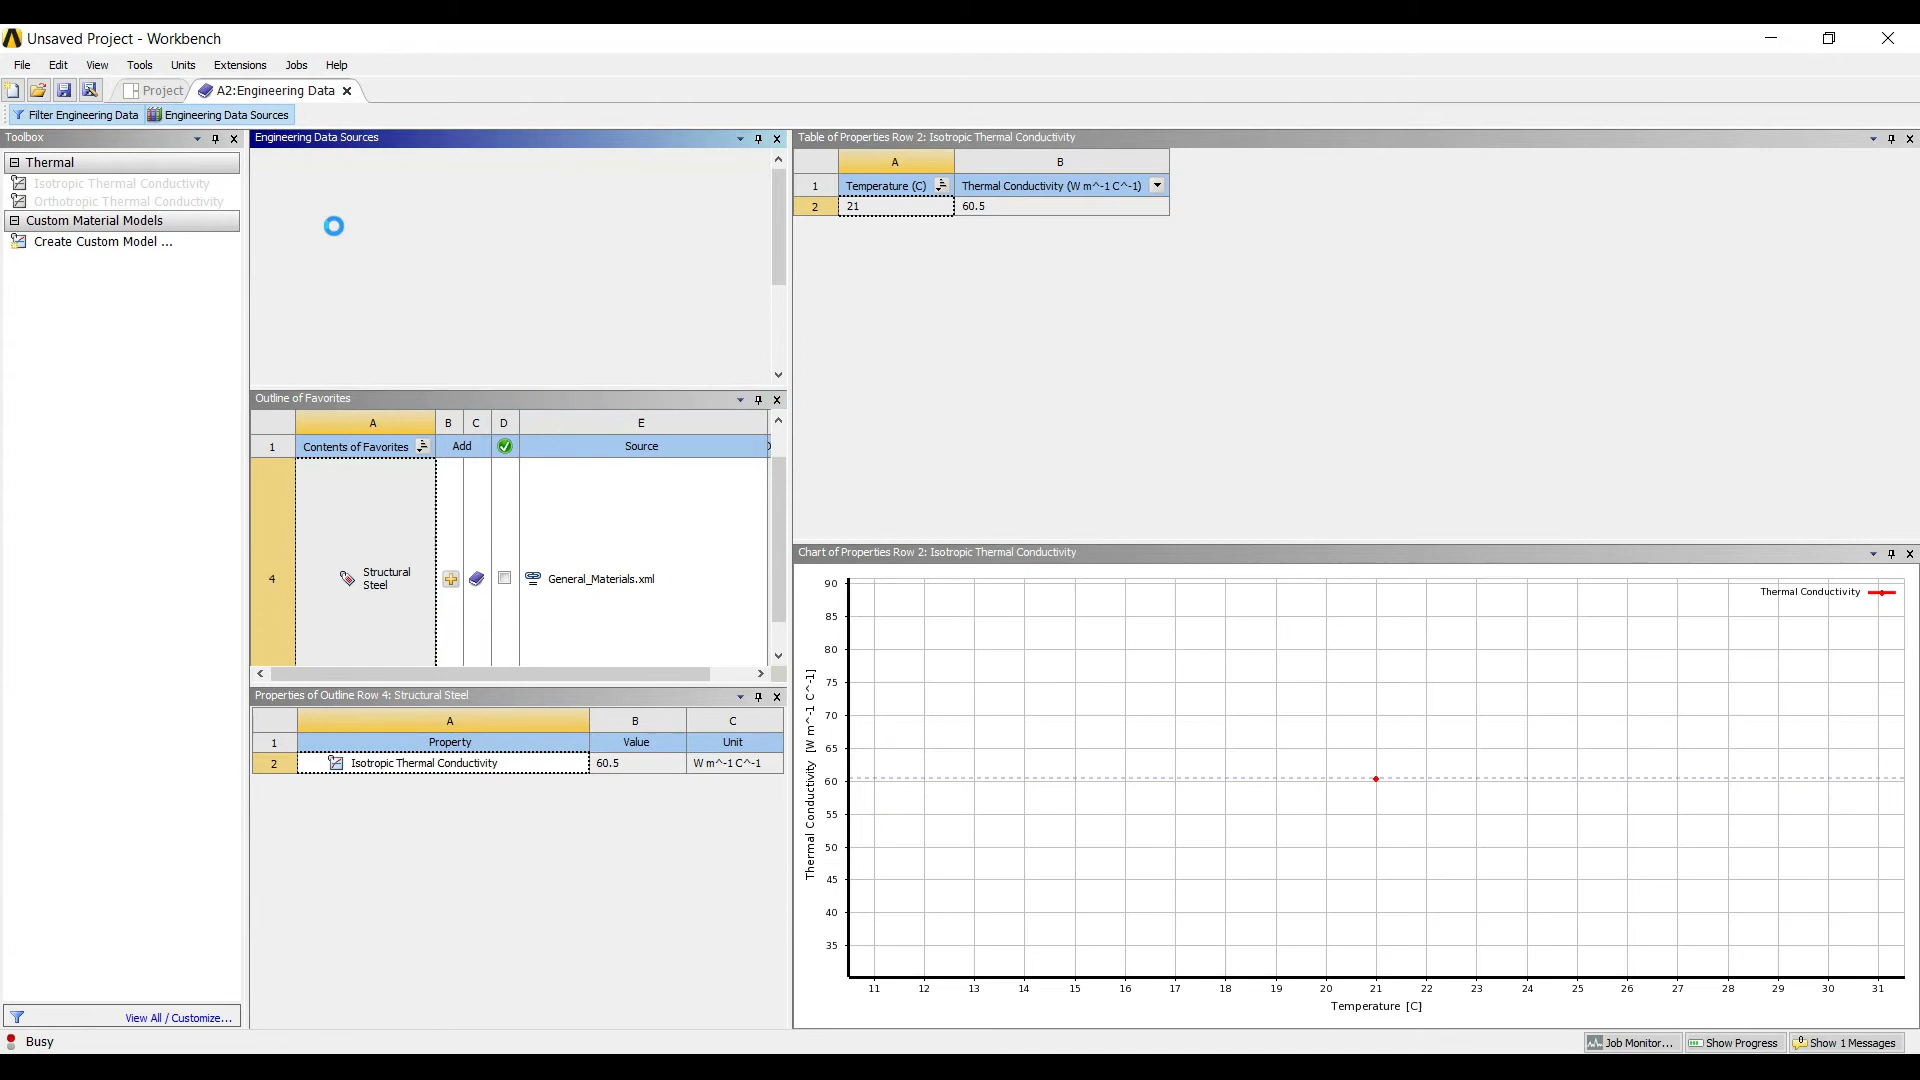 Unsaved Project - Workbench
File Edit View Tools Units Extensions Jobs Help
Project A2:Engineering Data
Filter Engineering Data Engineering Data Sources
Toolbox
Thermal
Isotropic Thermal Conductivity
Orthotropic Thermal Conductivity
Custom Material Models
Create Custom Model ...
View All / Customize...
Engineering Data Sources
Outline of Favorites
A B C D E
1 Contents of Favorites Add Source
4 Structural
Steel
General_Materials.xml
Properties of Outline Row 4: Structural Steel
A B C
1 Property Value Unit
2 Isotropic Thermal Conductivity 60.5 W m^-1 C^-1
Table of Properties Row 2: Isotropic Thermal Conductivity
A B
1 Temperature (C) Thermal Conductivity (W m^-1 C^-1)
2 21 60.5
Chart of Properties Row 2: Isotropic Thermal Conductivity
Thermal Conductivity
Thermal Conductivity [W m^-1 C^-1]
90
85
80
75
70
65
60
55
50
45
40
35
11 12 13 14 15 16 17 18 19 20 21 22 23 24 25 26 27 28 29 30 31
Temperature [C]
Busy
Job Monitor... Show Progress Show 1 Messages